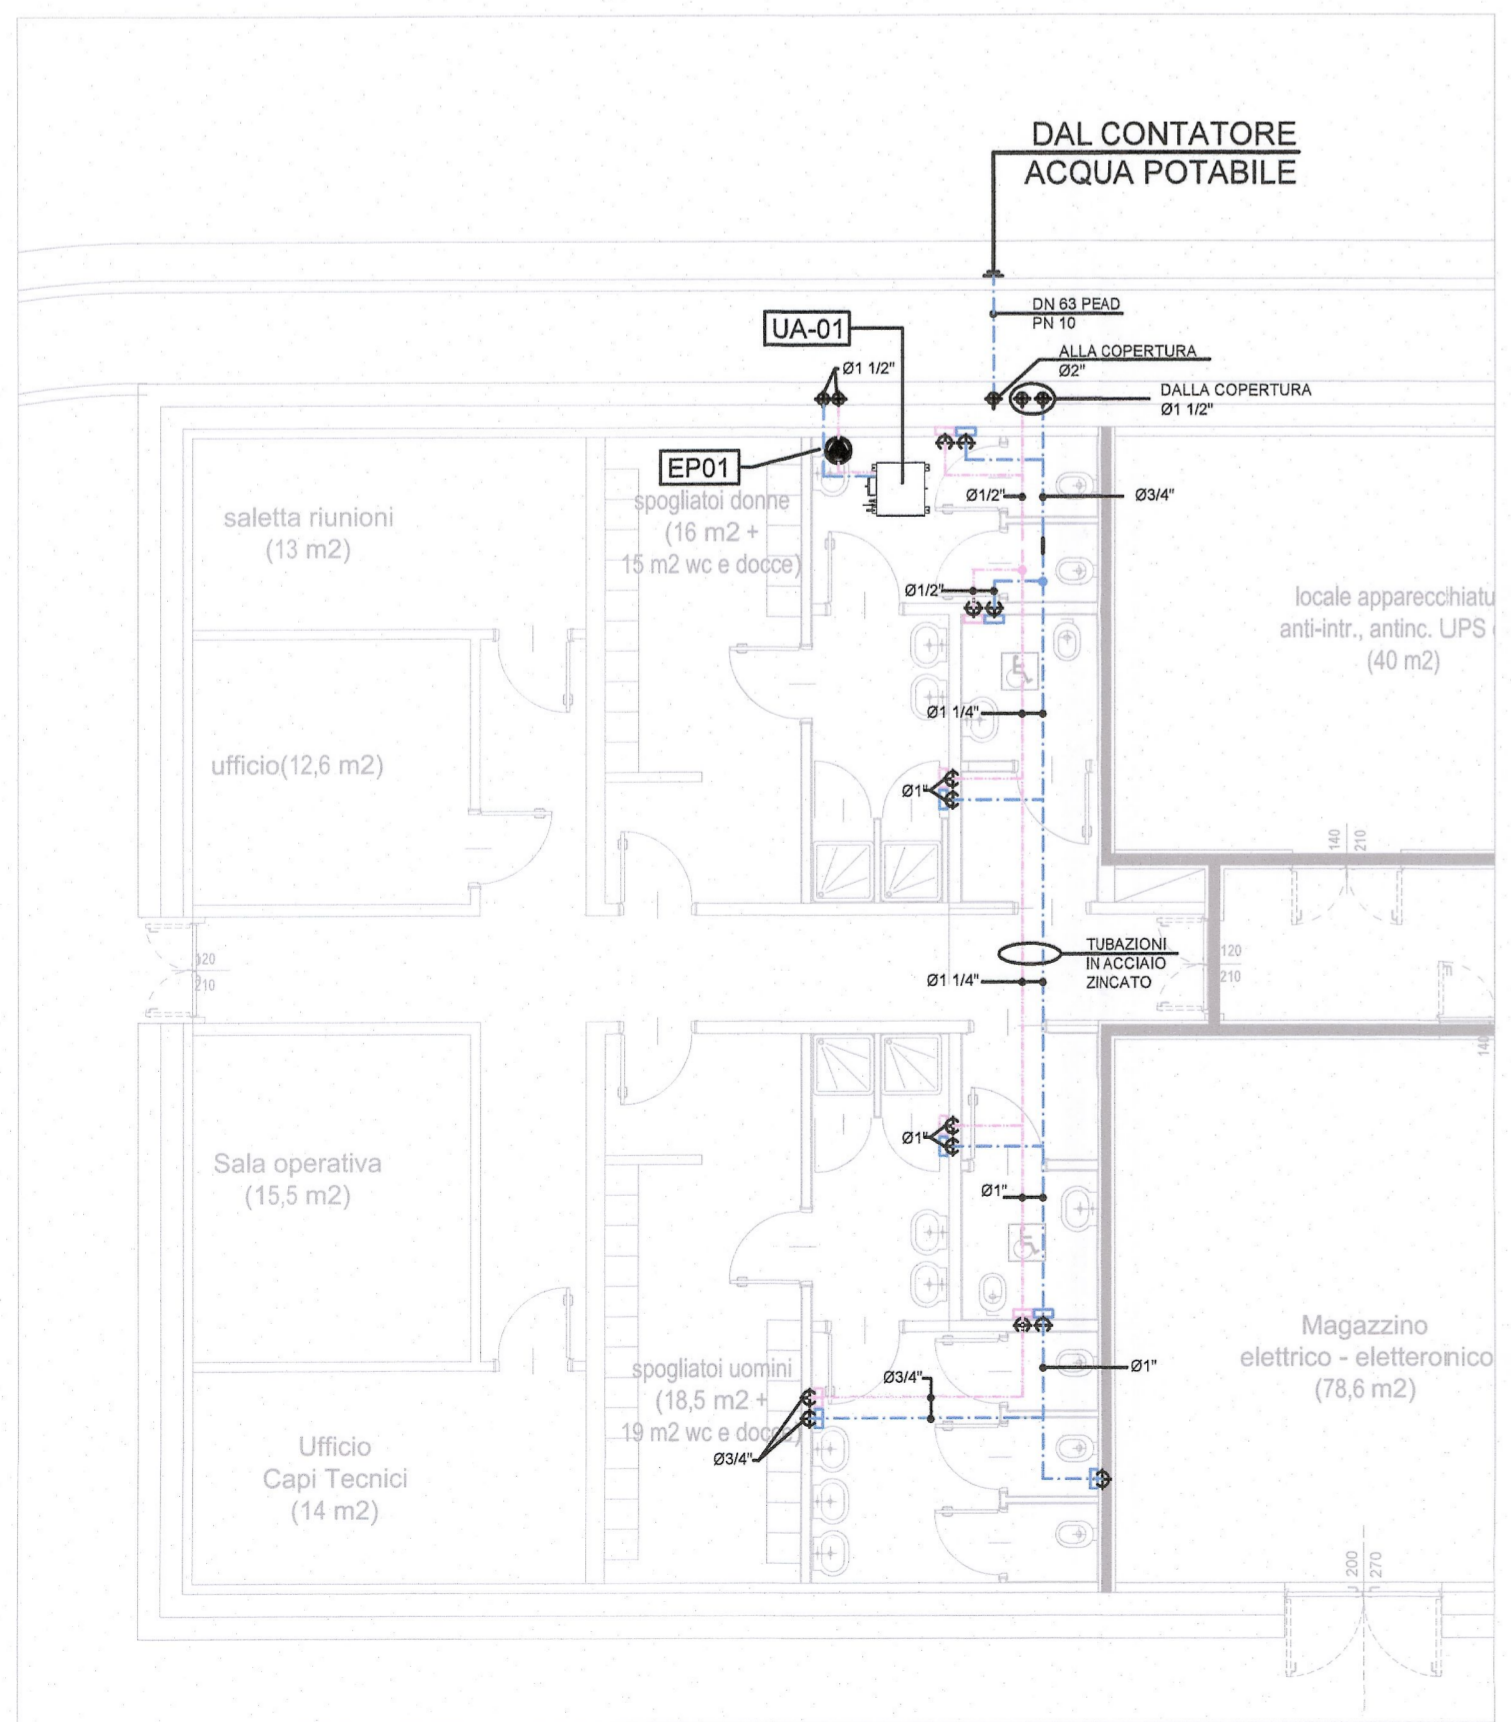 DAL CONTATORE
ACQUA POTABILE
DN 63 PEAD
PN 10
UA-01
ALLA COPERTURA
Ø2"
Ø1 1/2"
DALLA COPERTURA
Ø1 1/2"
EP01
spogliatoi donne
(16 m2 +
15 m2 wc e docce)
saletta riunioni
(13 m2)
Ø1/2"
Ø3/4"
Ø1/2"
locale apparecchiatu
anti-intr., antinc. UPS
(40 m2)
Ø1 1/4"
ufficio(12,6 m2)
Ø1"
140
210
TUBAZIONI
IN ACCIAIO
ZINCATO
120
210
120
210
Ø1 1/4"
140
Ø1"
Sala operativa
(15,5 m2)
Ø1"
Magazzino
elettrico - eletteronico
(78,6 m2)
spogliatoi uomini
(18,5 m2 +
19 m2 wc e docce)
Ø3/4"
Ø1"
Ø3/4"
Ufficio
Capi Tecnici
(14 m2)
200
270